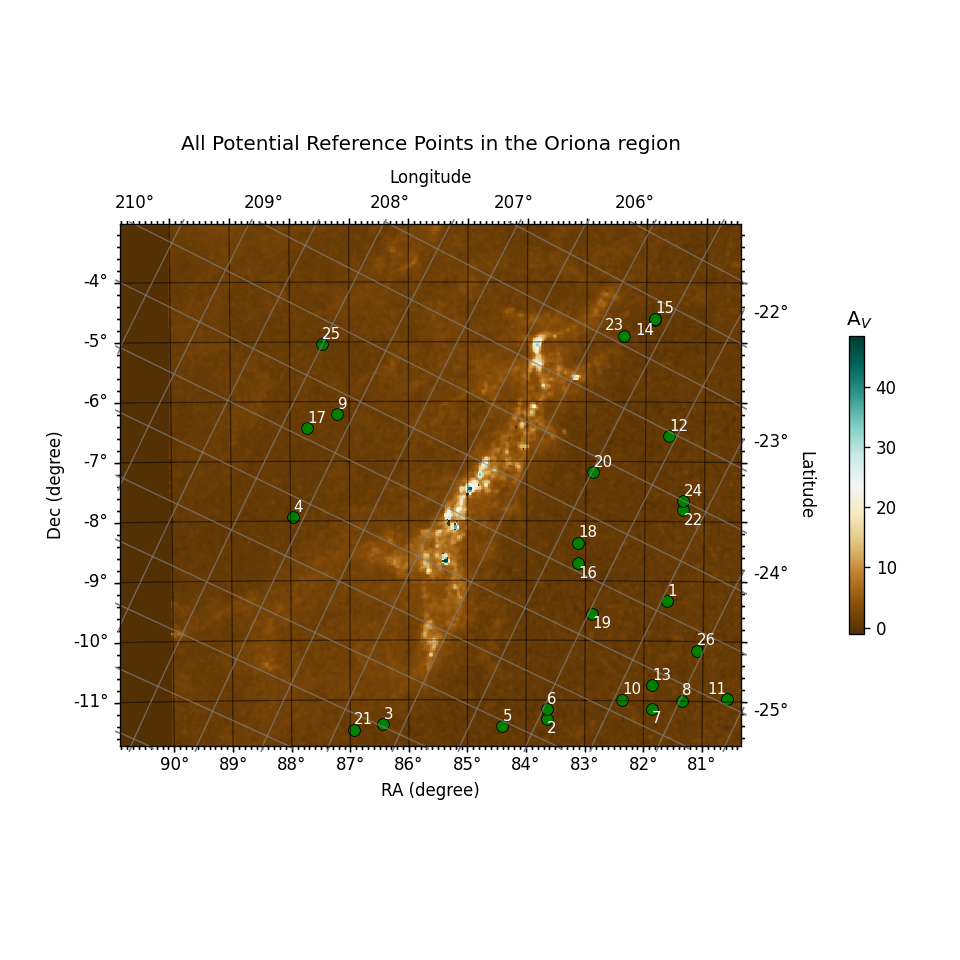 All Potential Reference Points in the Oriona region
Longitude
210° 209° 208° 207° 206°
-4° -5° -6° -7° -8° -9° -10° -11°
Dec (degree)
15
23 14
25
9
17
12
20
24
22
4
18
16
1
19
26
13
10 8 11
6
7
5
2
3
21
-22° -23° -24° -25°
Latitude
90° 89° 88° 87° 86° 85° 84° 83° 82° 81°
RA (degree)
A_V
40
30
20
10
0